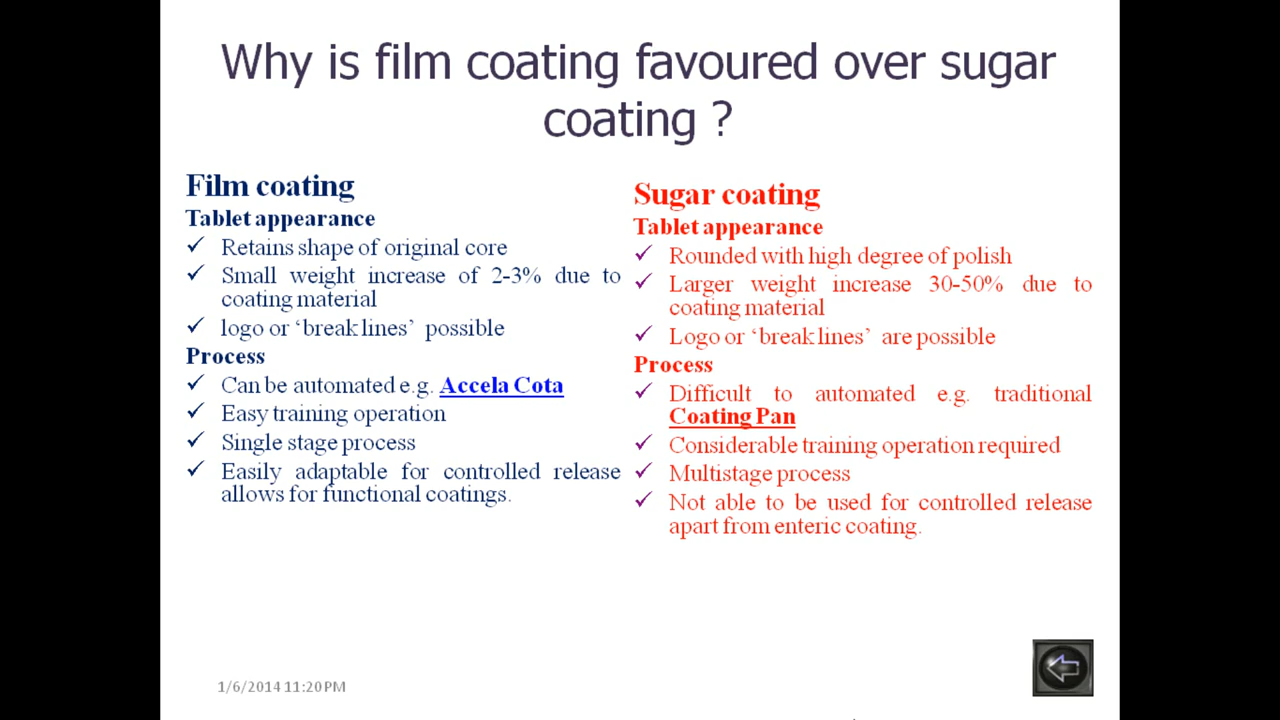 Why is film coating favoured over sugar
coating ?
Film coating
Tablet appearance
Retains shape of original core
Small weight increase of 2-3% due to
coating material
logo or ‘break lines’ possible
Process
Can be automated e.g. Accela Cota
Easy training operation
Single stage process
Easily adaptable for controlled release
allows for functional coatings.
Sugar coating
Tablet appearance
Rounded with high degree of polish
Larger weight increase 30-50% due to
coating material
Logo or ‘break lines’ are possible
Process
Difficult to automated e.g. traditional
Coating Pan
Considerable training operation required
Multistage process
Not able to be used for controlled release
apart from enteric coating.
1/6/2014 11:20 PM